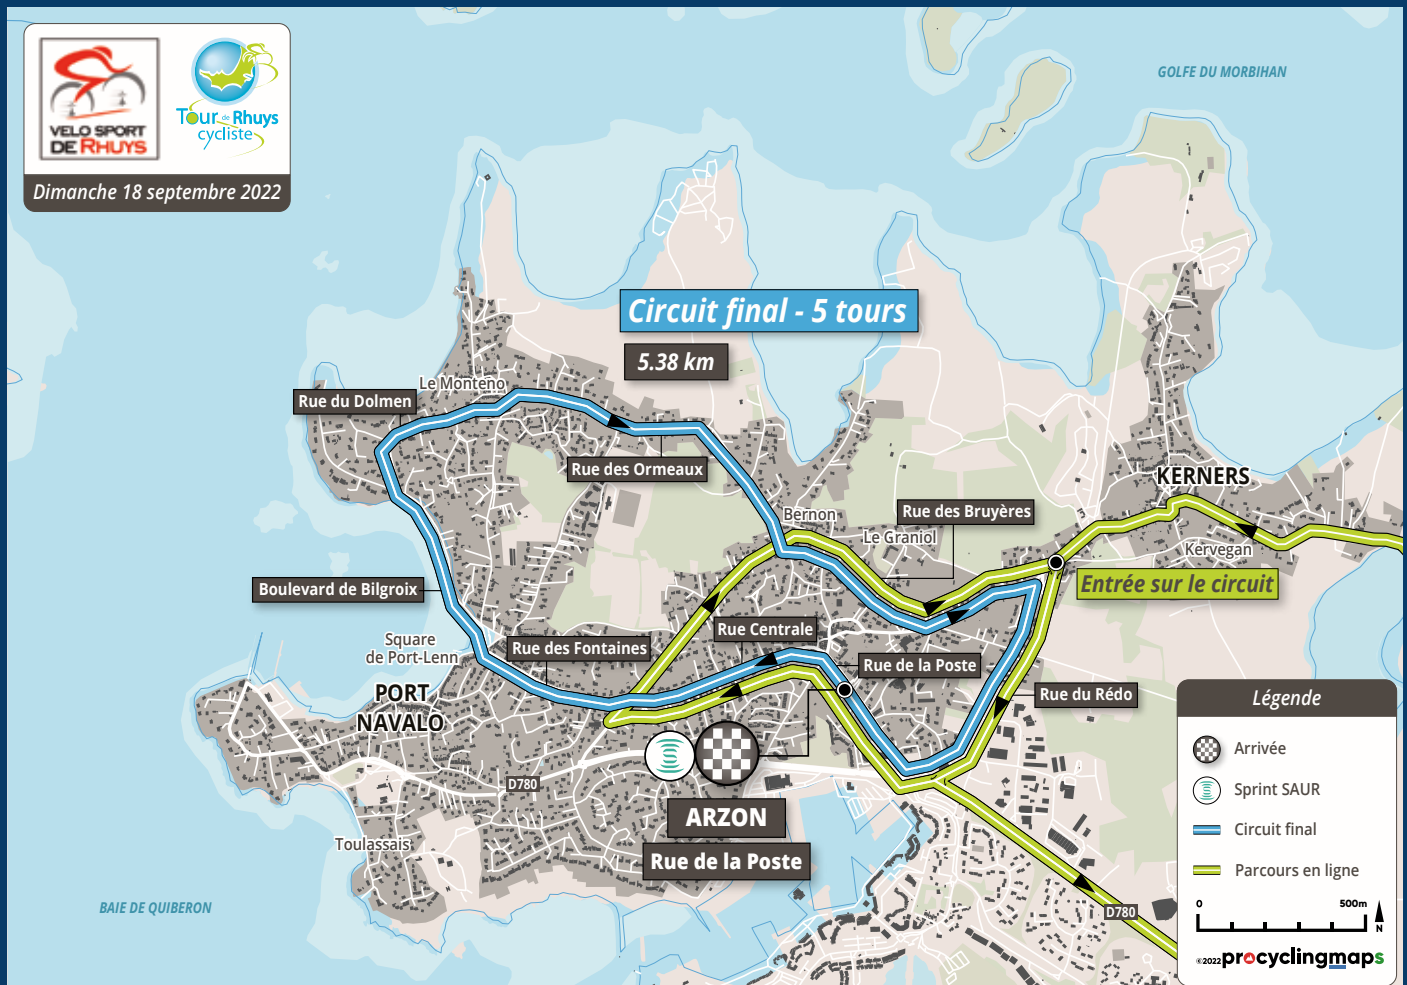 VELO SPORT
DE RHUYS
Tour de Rhuys
cycliste
Dimanche 18 septembre 2022
GOLFE DU MORBIHAN
Circuit final - 5 tours
5.38 km
Le Monteno
Rue du Dolmen
Rue des Ormeaux
KERNERS
Bernon
Rue des Bruyères
Le Graniol
Kervegan
Entrée sur le circuit
Boulevard de Bilgroix
Rue Centrale
Square
de Port-Lenn
Rue des Fontaines
Rue de la Poste
PORT
NAVALO
Rue du Rédo
D780
ARZON
Rue de la Poste
Toulassais
BAIE DE QUIBERON
D780
Légende
Arrivée
Sprint SAUR
Circuit final
Parcours en ligne
0 500m
N
©2022 procyclingmaps